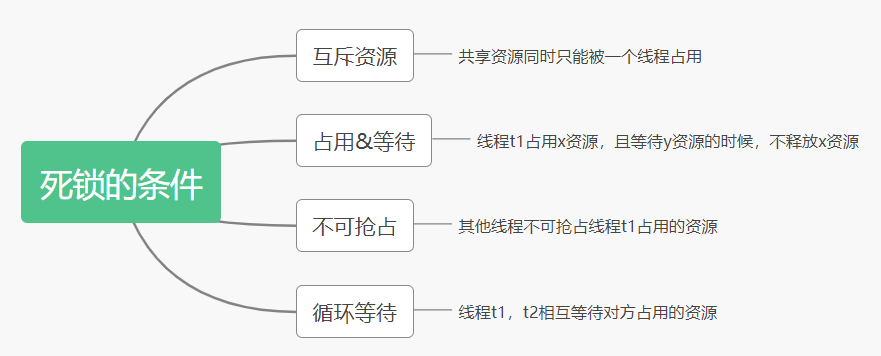 死锁的条件
互斥资源
共享资源同时只能被一个线程占用
占用&等待
线程t1占用x资源，且等待y资源的时候，不释放x资源
不可抢占
其他线程不可抢占线程t1占用的资源
循环等待
线程t1，t2相互等待对方占用的资源